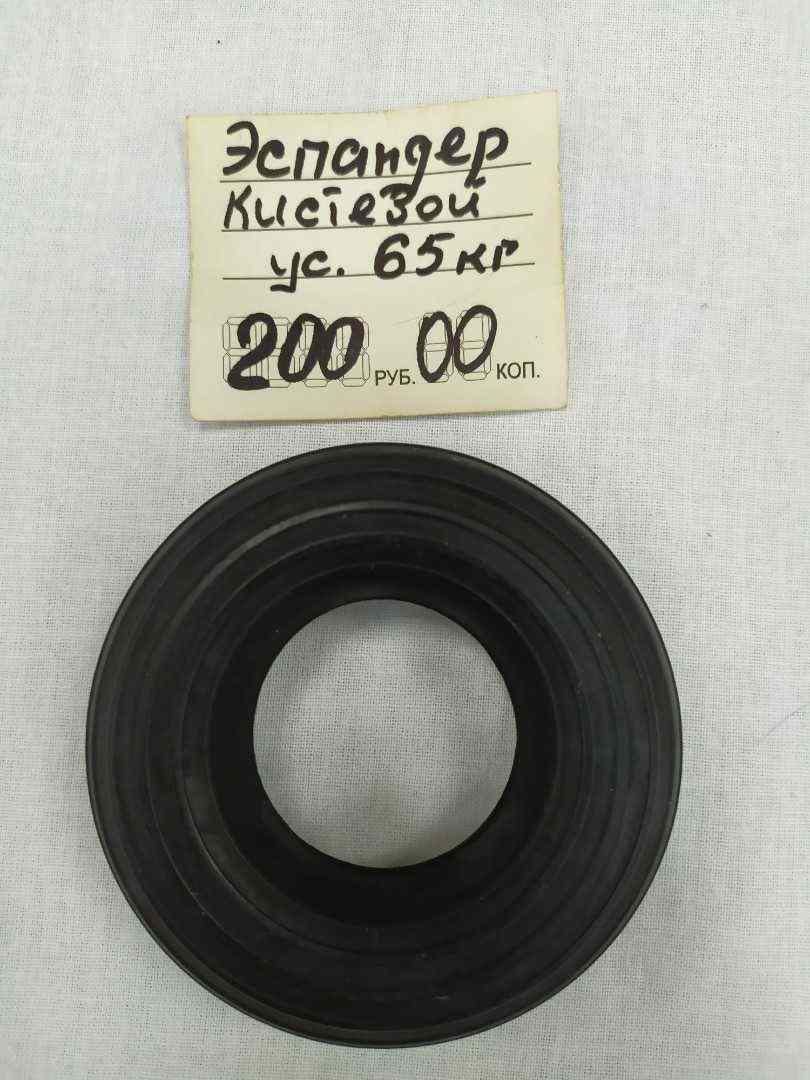 Эспандер
Кистевой
ус. 65кг
200 РУБ. 00 КОП.